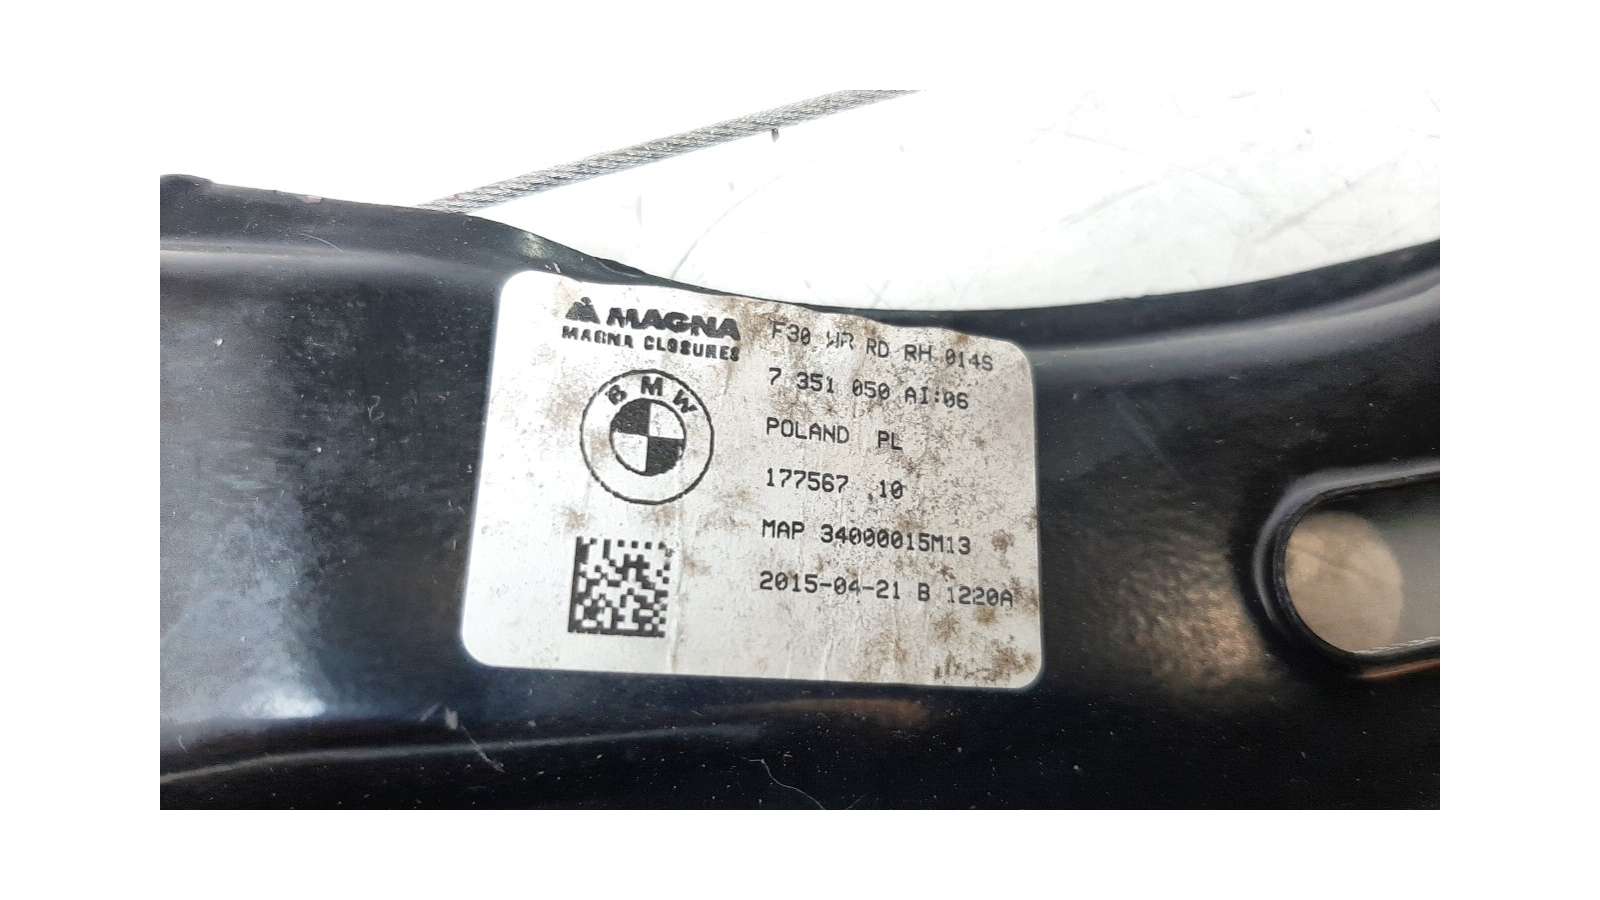 MAGNA
MAGNA CLOSURES
BMW
F30 WR RD RH 014S
7 351 050 AI:06
POLAND PL
177567 10
MAP 34000015M13
2015-04-21 B 1220A